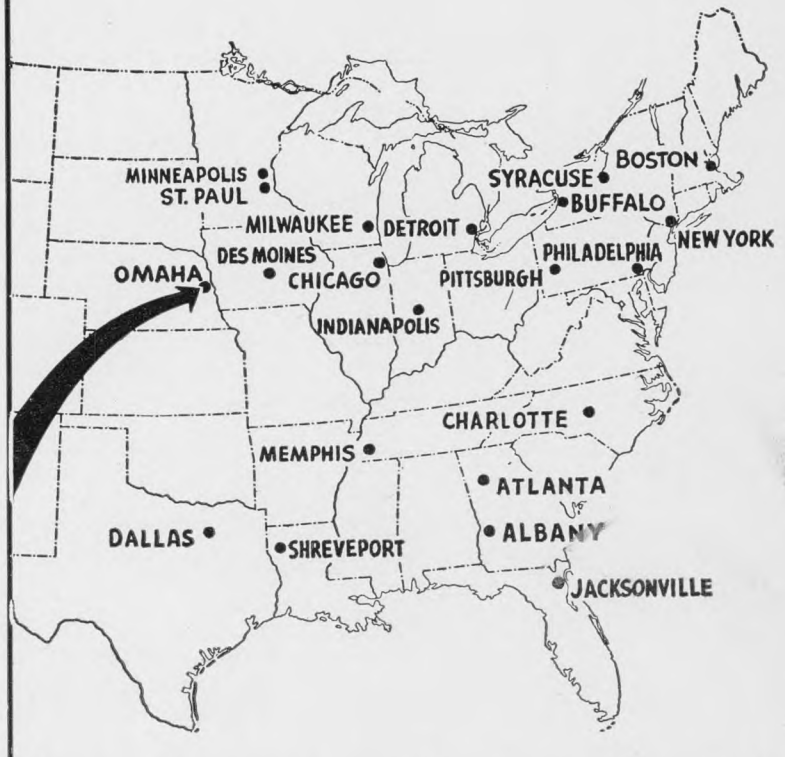 MINNEAPOLIS
ST. PAUL
SYRACUSE
BOSTON
BUFFALO
MILWAUKEE
DETROIT
NEW YORK
DES MOINES
CHICAGO
PITTSBURGH
PHILADELPHIA
OMAHA
INDIANAPOLIS
CHARLOTTE
MEMPHIS
ATLANTA
DALLAS
SHREVEPORT
ALBANY
JACKSONVILLE